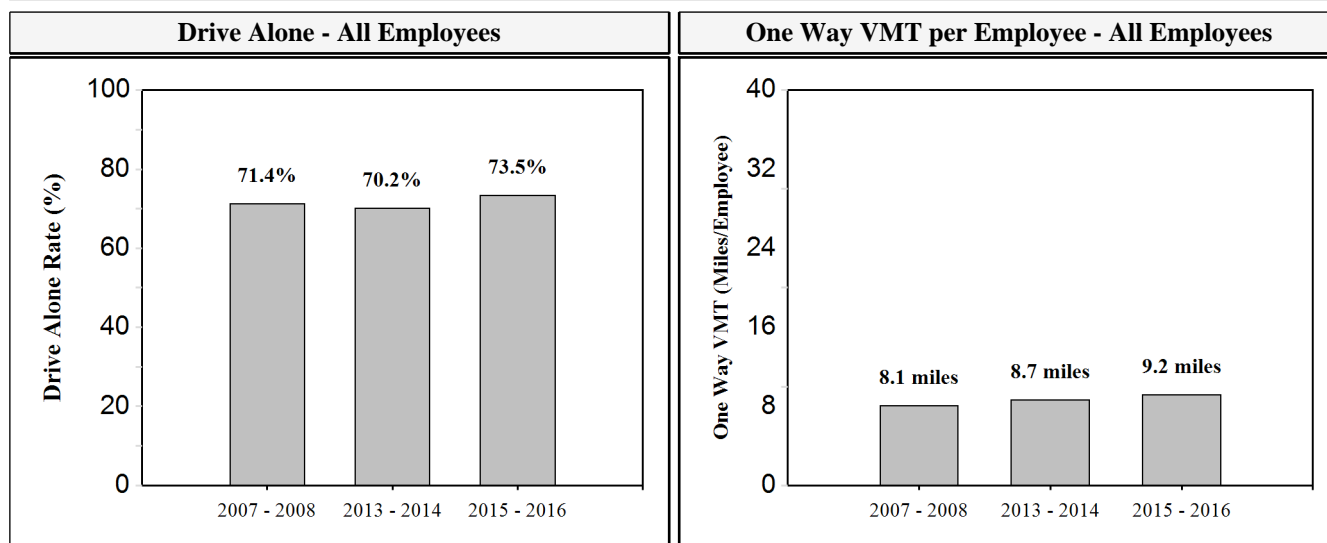 Drive Alone - All Employees
One Way VMT per Employee - All Employees
Drive Alone Rate (%)
100
80
60
40
20
0
71.4%
70.2%
73.5%
2007 - 2008
2013 - 2014
2015 - 2016
One Way VMT (Miles/Employee)
40
32
24
16
8
0
8.1 miles
8.7 miles
9.2 miles
2007 - 2008
2013 - 2014
2015 - 2016